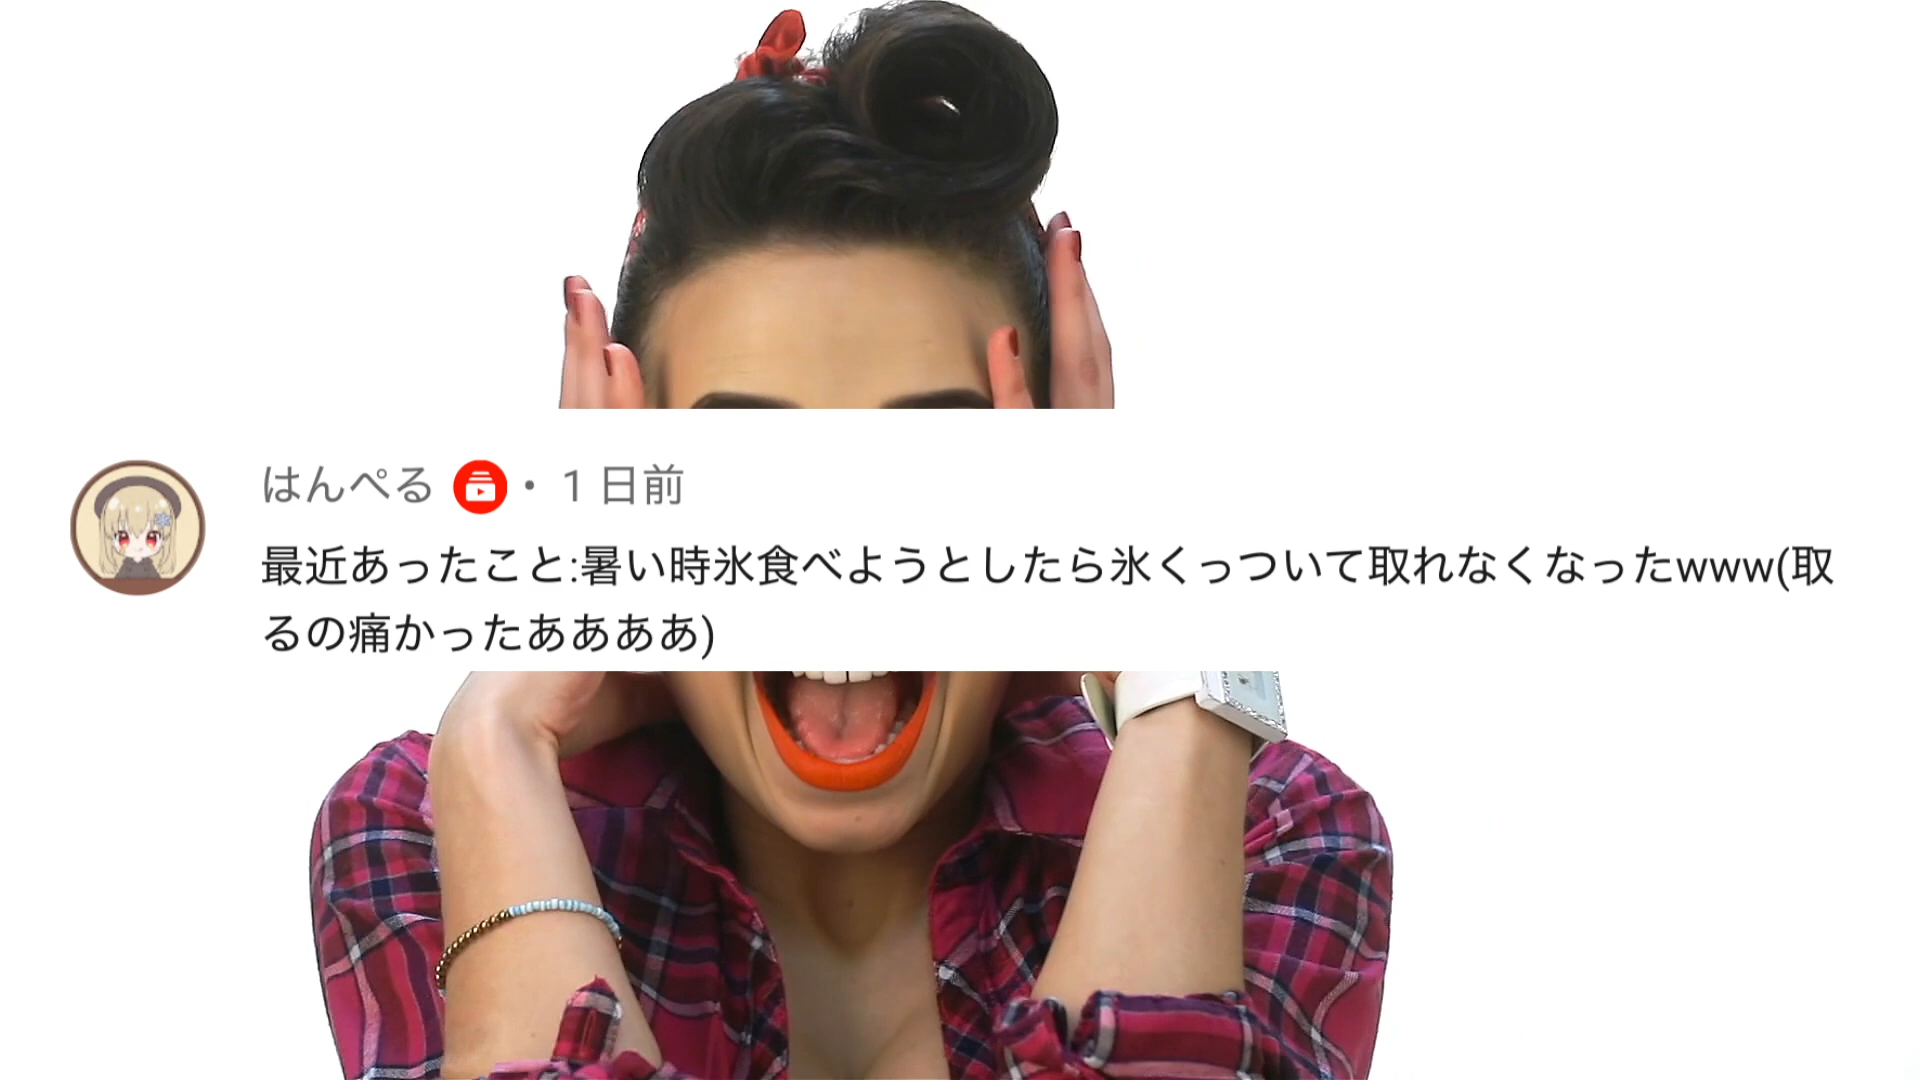 はんぺる ・ 1 日前
最近あったこと:暑い時氷食べようとしたら氷くっついて取れなくなったwww(取
るの痛かったああああ)